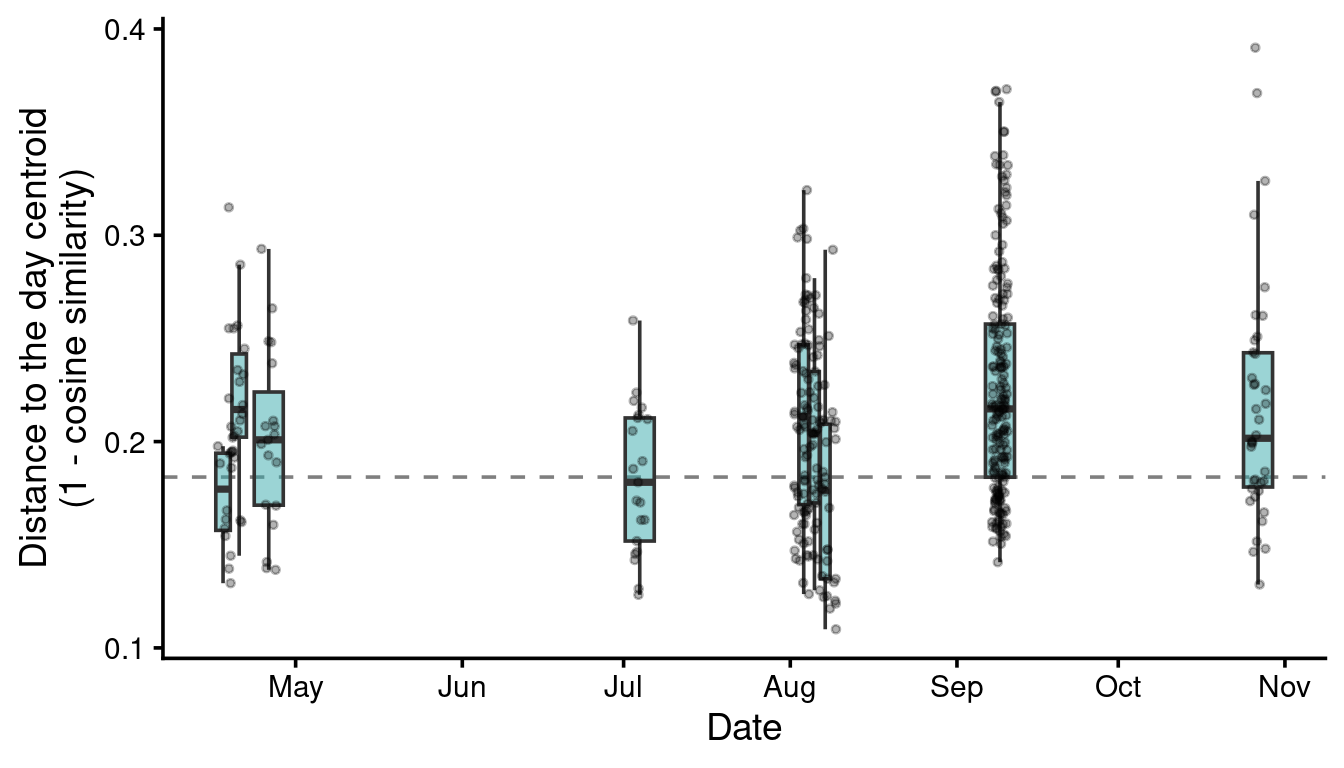 Distance to the day centroid
(1 - cosine similarity)
0.4
0.3
0.2
0.1
May Jun Jul Aug Sep Oct Nov
Date